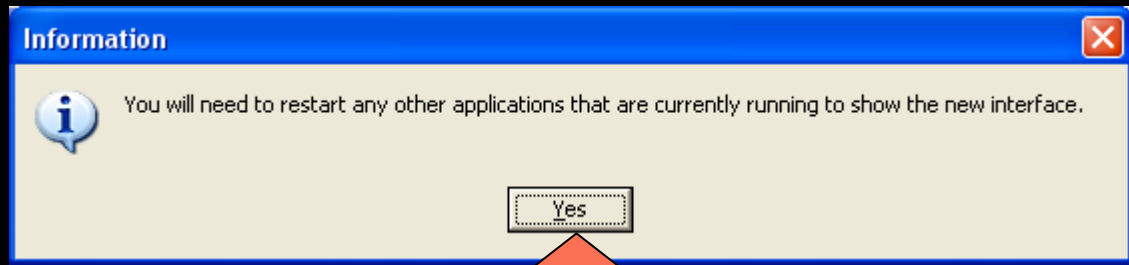 Information
You will need to restart any other applications that are currently running to show the new interface.
Yes